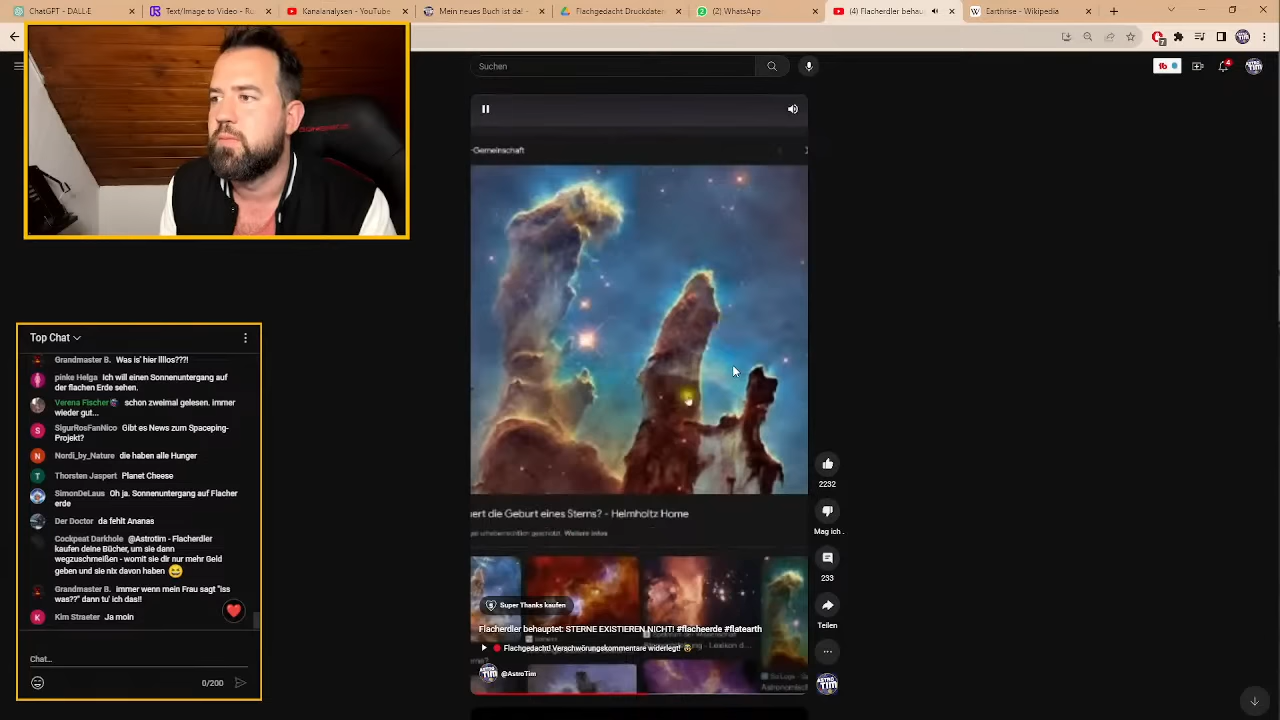 ChatGPT - DALL·E
Text/Image to Video - Ru
Kanalanalysen - YouTube
Mein neues Buch ist da! -
Flachgedacht Druckdatei
(2) WhatsApp
(4) Flacherdler behau
Earthrise - Wikipedia
Suchen
-Gemeinschaft
Top Chat
Grandmaster B. Was is' hier llllos???!
pinke Helga Ich will einen Sonnenuntergang auf
der flachen Erde sehen.
Verena Fischer schon zweimal gelesen. immer
wieder gut...
SigurRosFanNico Gibt es News zum Spaceping-
Projekt?
Nordi_by_Nature die haben alle Hunger
Thorsten Jaspert Planet Cheese
SimonDeLaus Oh ja. Sonnenuntergang auf Flacher
erde
Der Doctor da fehlt Ananas
Cockpeat Darkhole @Astrotim - Flacherdler
kaufen deine Bücher, um sie dann
wegzuschmeißen - womit sie dir nur mehr Geld
geben und sie nix davon haben 😆
Grandmaster B. immer wenn mein Frau sagt "iss
was??" dann tu' ich das!!
Kim Straeter Ja moin
Chat...
0/200
ert die Geburt eines Sterns? - Helmholtz Home
Weitere Infos
Super Thanks kaufen
Flacherdler behauptet: STERNE EXISTIEREN NICHT! #flacheerde #flatearth
Flachgedacht! Verschwörungskommentare widerlegt!
@AstroTim
ASTRO
TIM
2232
Mag ich .
233
Teilen